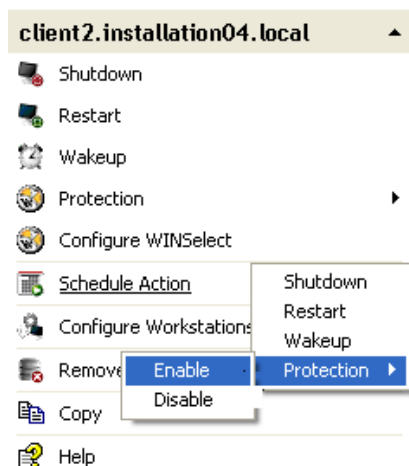 client2.installation04.local
Shutdown
Restart
Wakeup
Protection
Configure WINSelect
Schedule Action
Shutdown
Restart
Configure Workstations
Wakeup
Remove
Enable
Protection
Disable
Copy
Help